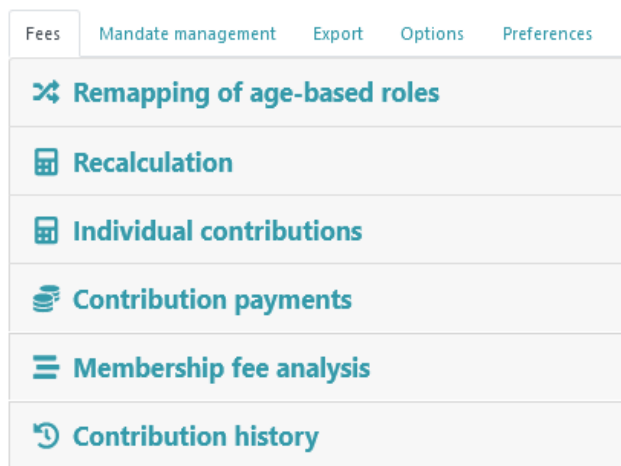 Fees Mandate management Export Options Preferences
Remapping of age-based roles
Recalculation
Individual contributions
Contribution payments
Membership fee analysis
Contribution history